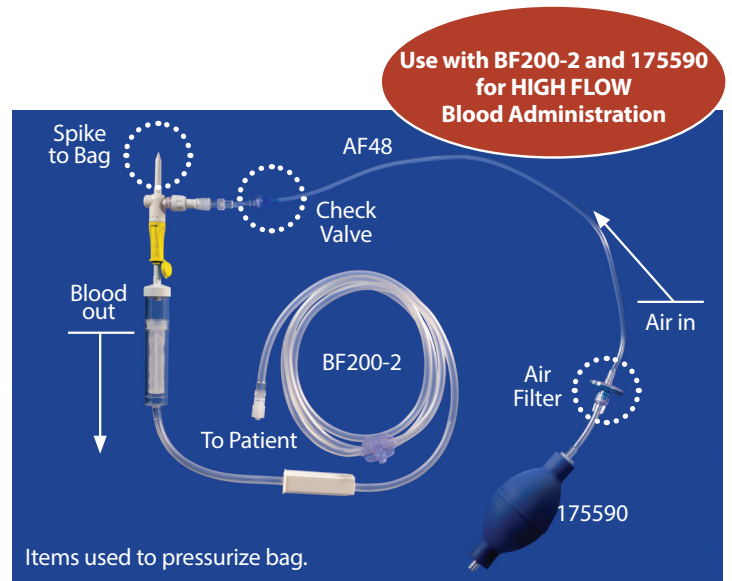 Use with BF200-2 and 175590
for HIGH FLOW
Blood Administration
Spike
to Bag
AF48
Check
Valve
Blood
out
Air in
BF200-2
Air
Filter
To Patient
175590
Items used to pressurize bag.